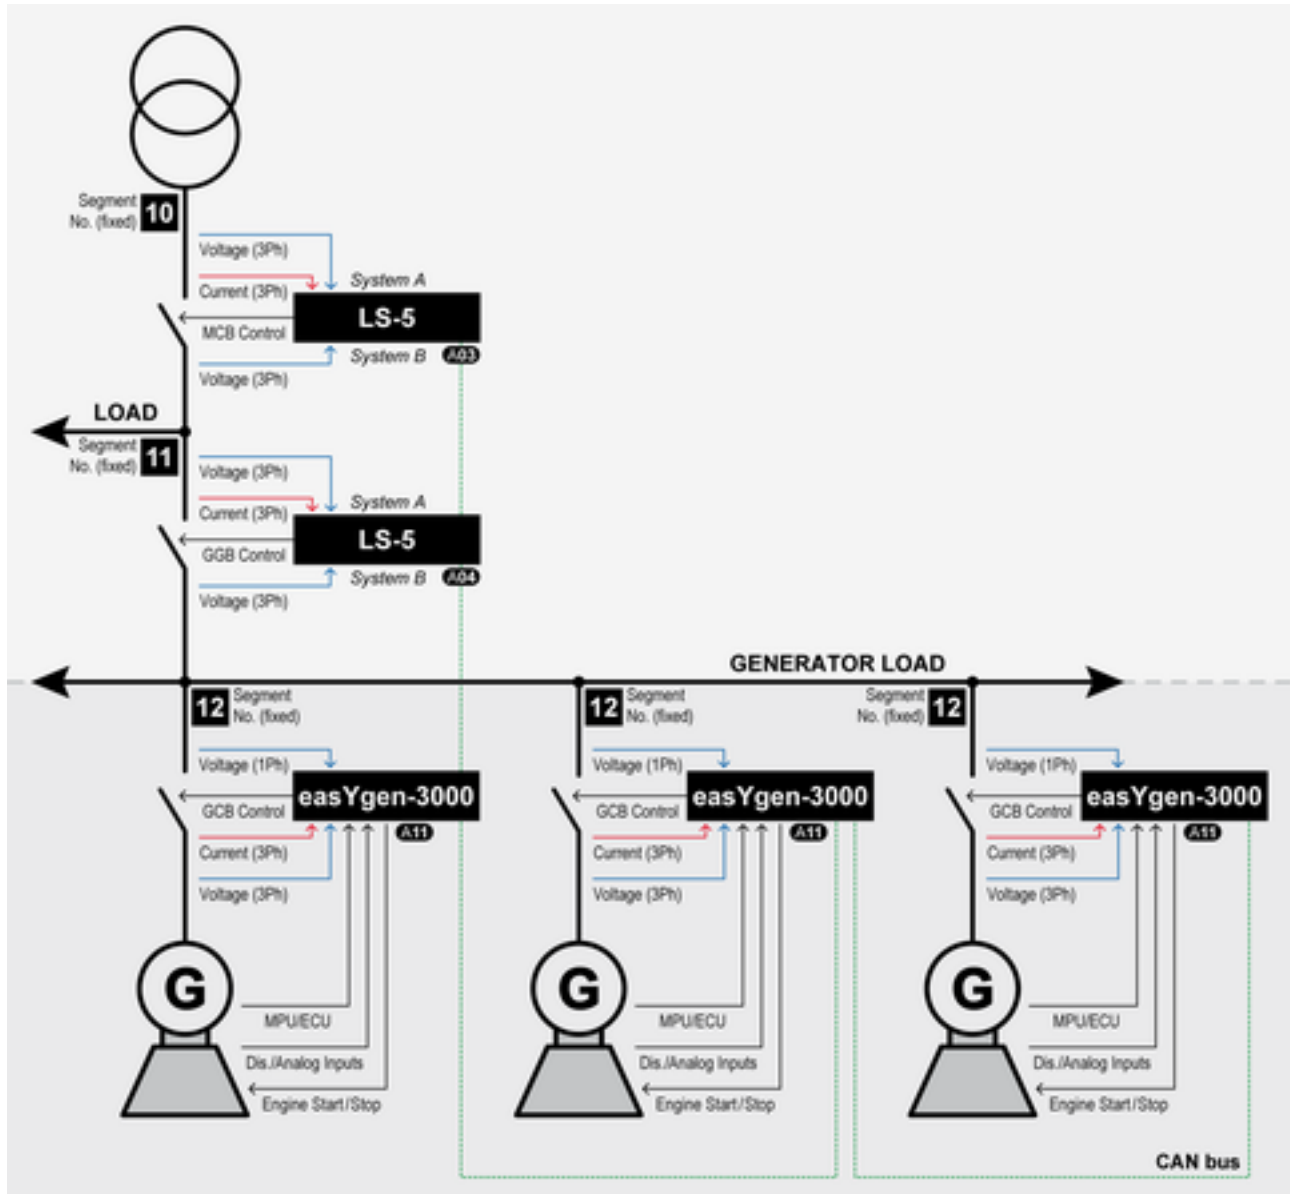 Segment
No. (fixed)
10
Voltage (3Ph)
System A
Current (3Ph)
LS-5
MCB Control
System B
A03
Voltage (3Ph)
LOAD
Segment
No. (fixed)
11
Voltage (3Ph)
System A
Current (3Ph)
LS-5
GGB Control
System B
A04
Voltage (3Ph)
GENERATOR LOAD
12
Segment
No. (fixed)
12
Segment
No. (fixed)
Segment
No. (fixed)
12
Voltage (1Ph)
Voltage (1Ph)
Voltage (1Ph)
easYgen-3000
easYgen-3000
easYgen-3000
GCB Control
GCB Control
GCB Control
A11
A11
A11
Current (3Ph)
Current (3Ph)
Current (3Ph)
Voltage (3Ph)
Voltage (3Ph)
Voltage (3Ph)
G
G
G
MPU/ECU
MPU/ECU
MPU/ECU
Dis./Analog Inputs
Dis./Analog Inputs
Dis./Analog Inputs
Engine Start/Stop
Engine Start/Stop
Engine Start/Stop
CAN bus